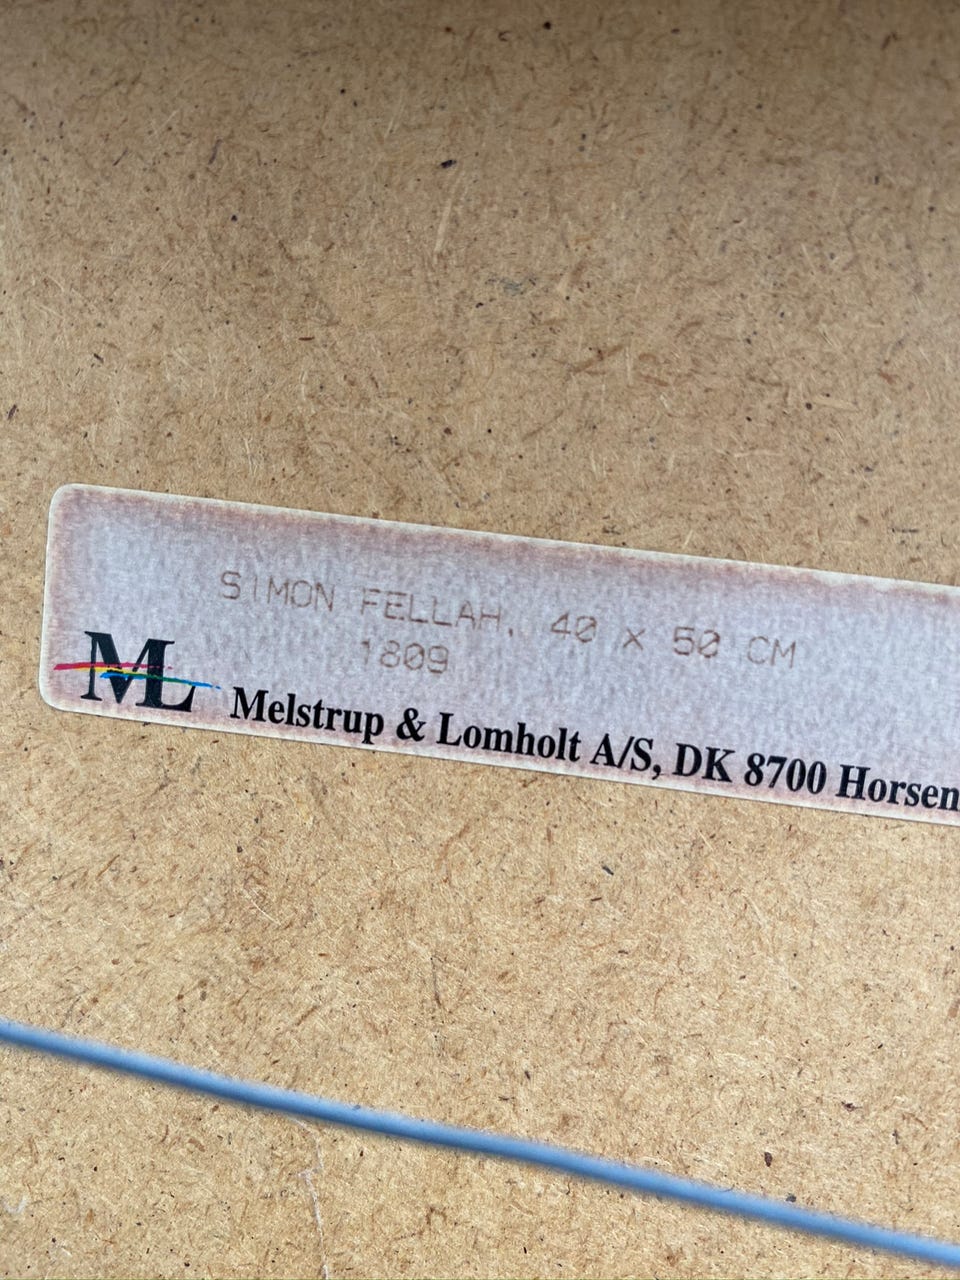 SIMON FELLAH. 40 x 50 CM
1809
ML
Melstrup & Lomholt A/S, DK 8700 Horsen